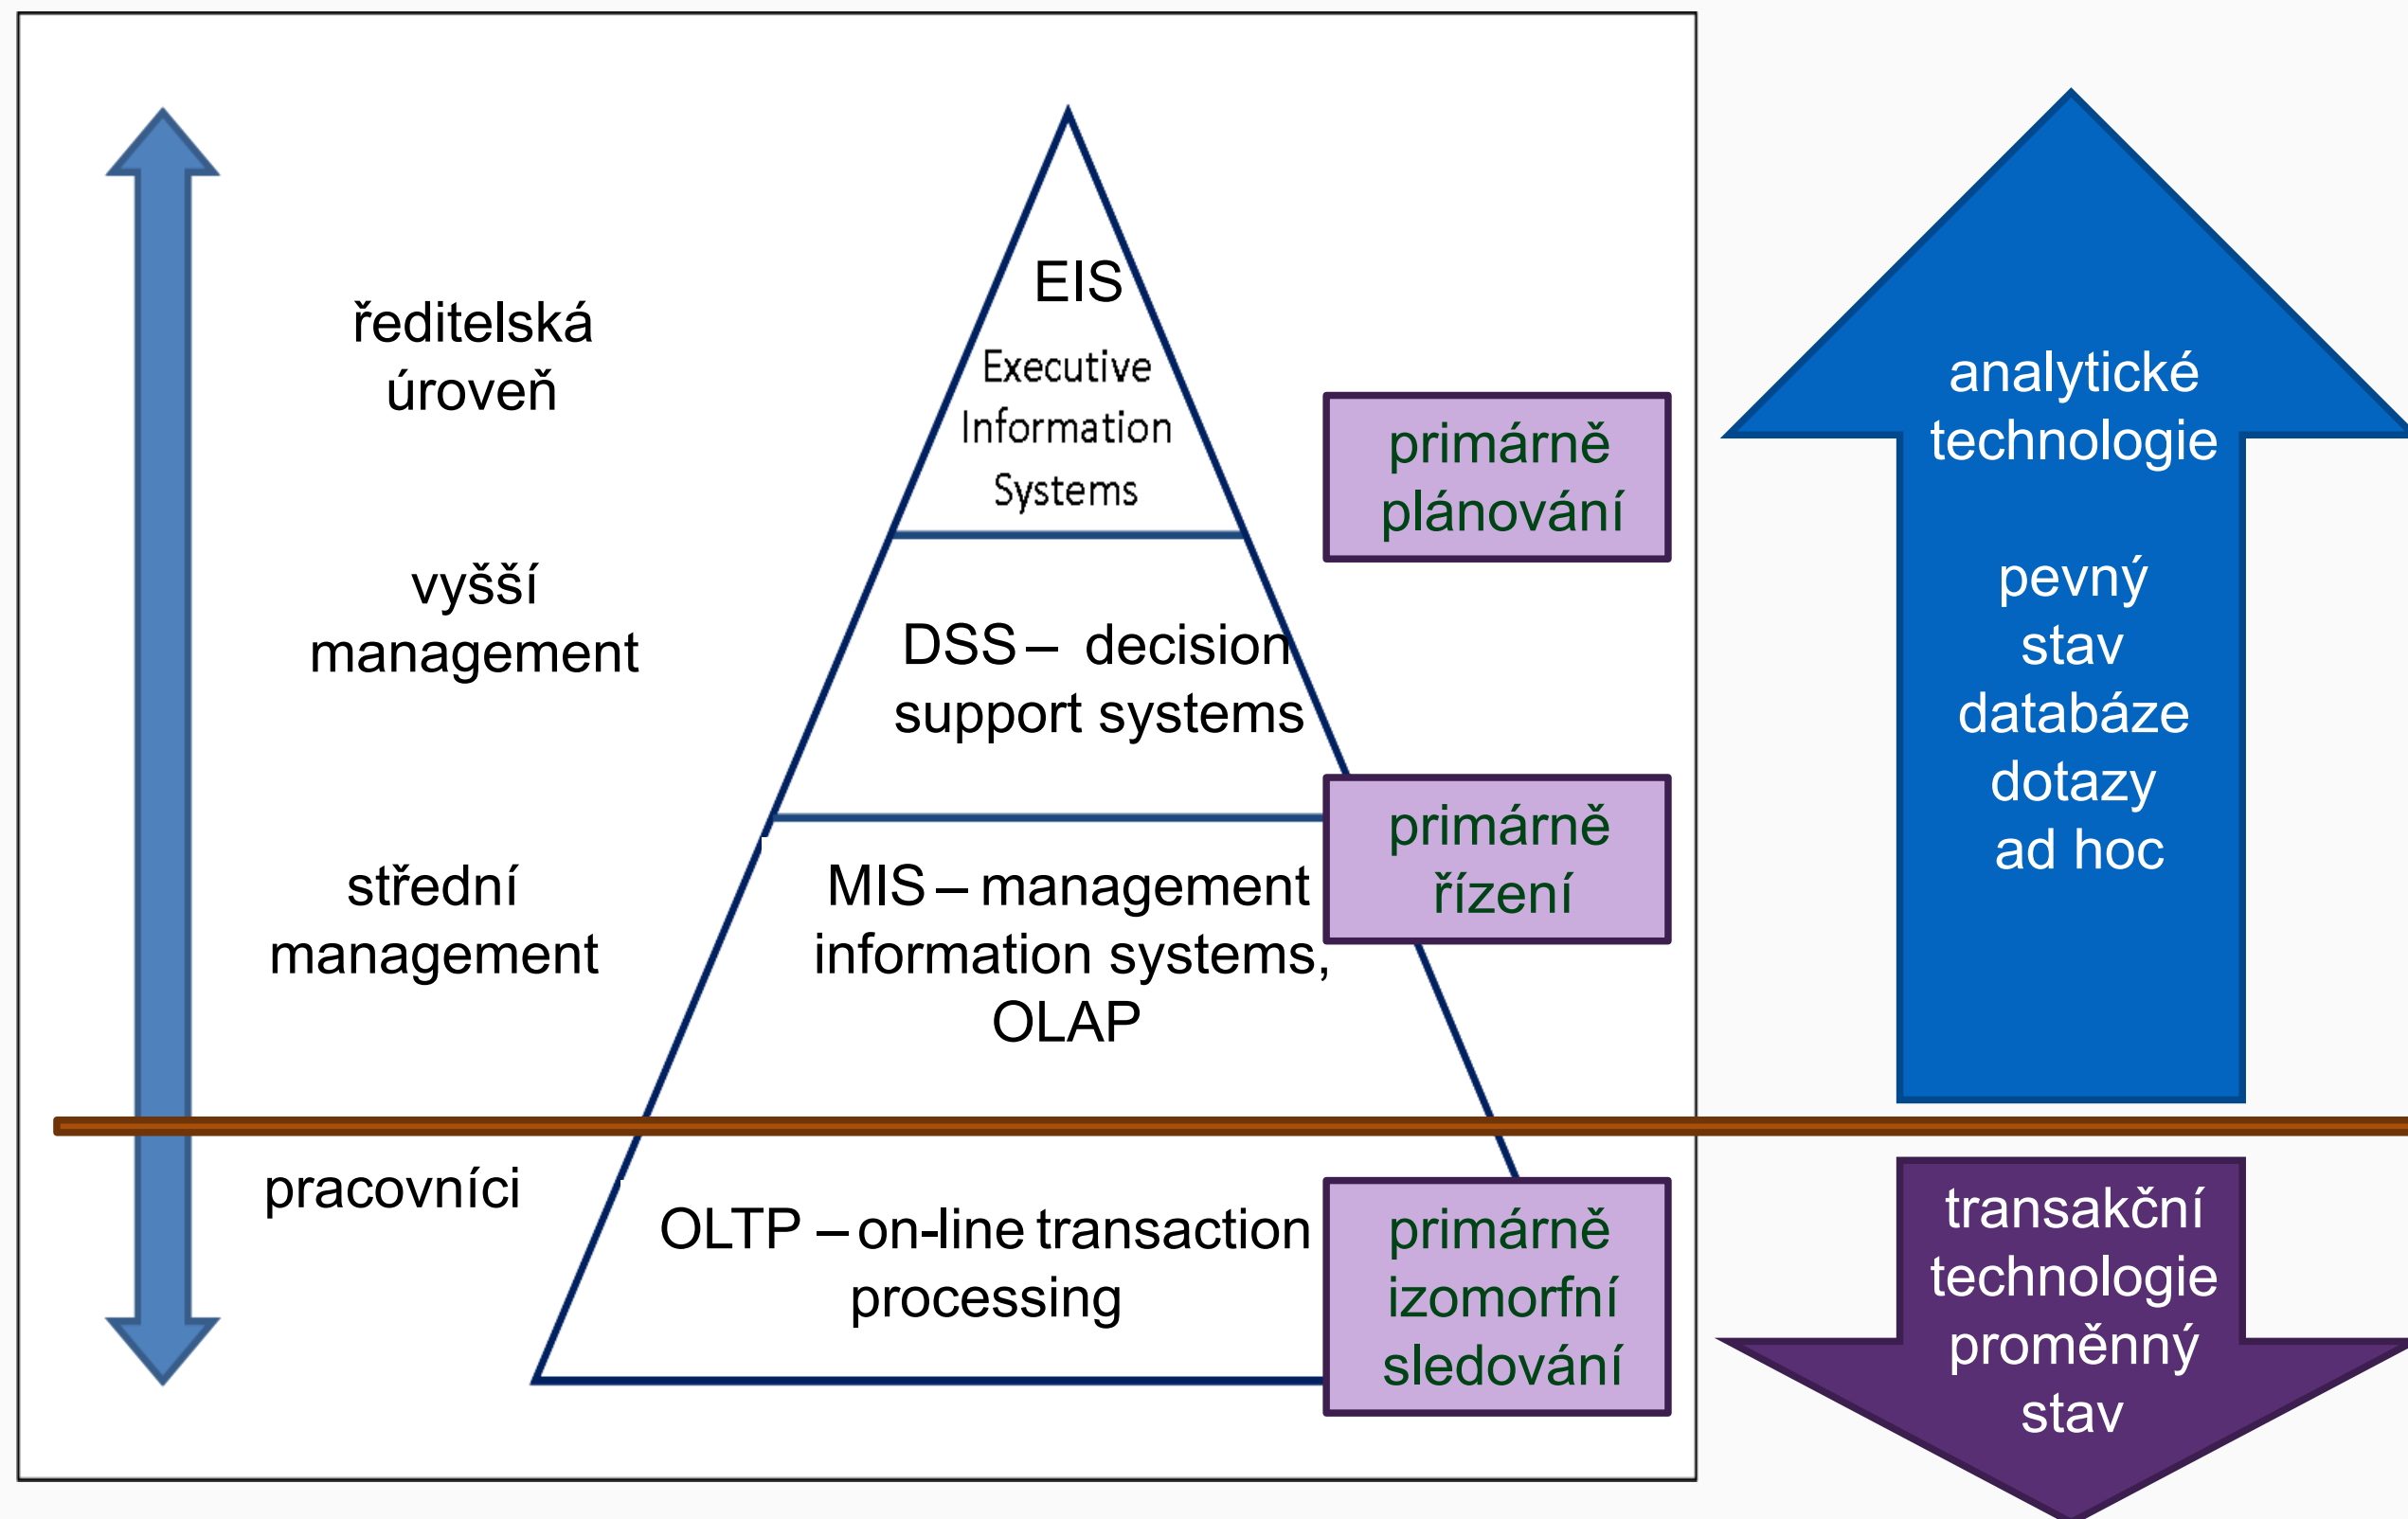 ředitelská
úroveň
EIS
Executive
Information
Systems
primárně
plánování
vyšší
management
DSS – decision
support systems
primárně
řízení
střední
management
MIS – management
information systems,
OLAP
pracovníci
OLTP – on-line transaction
processing
primárně
izomorfní
sledování
analytické
technologie
pevný
stav
databáze
dotazy
ad hoc
transakční
technologie
proměnný
stav